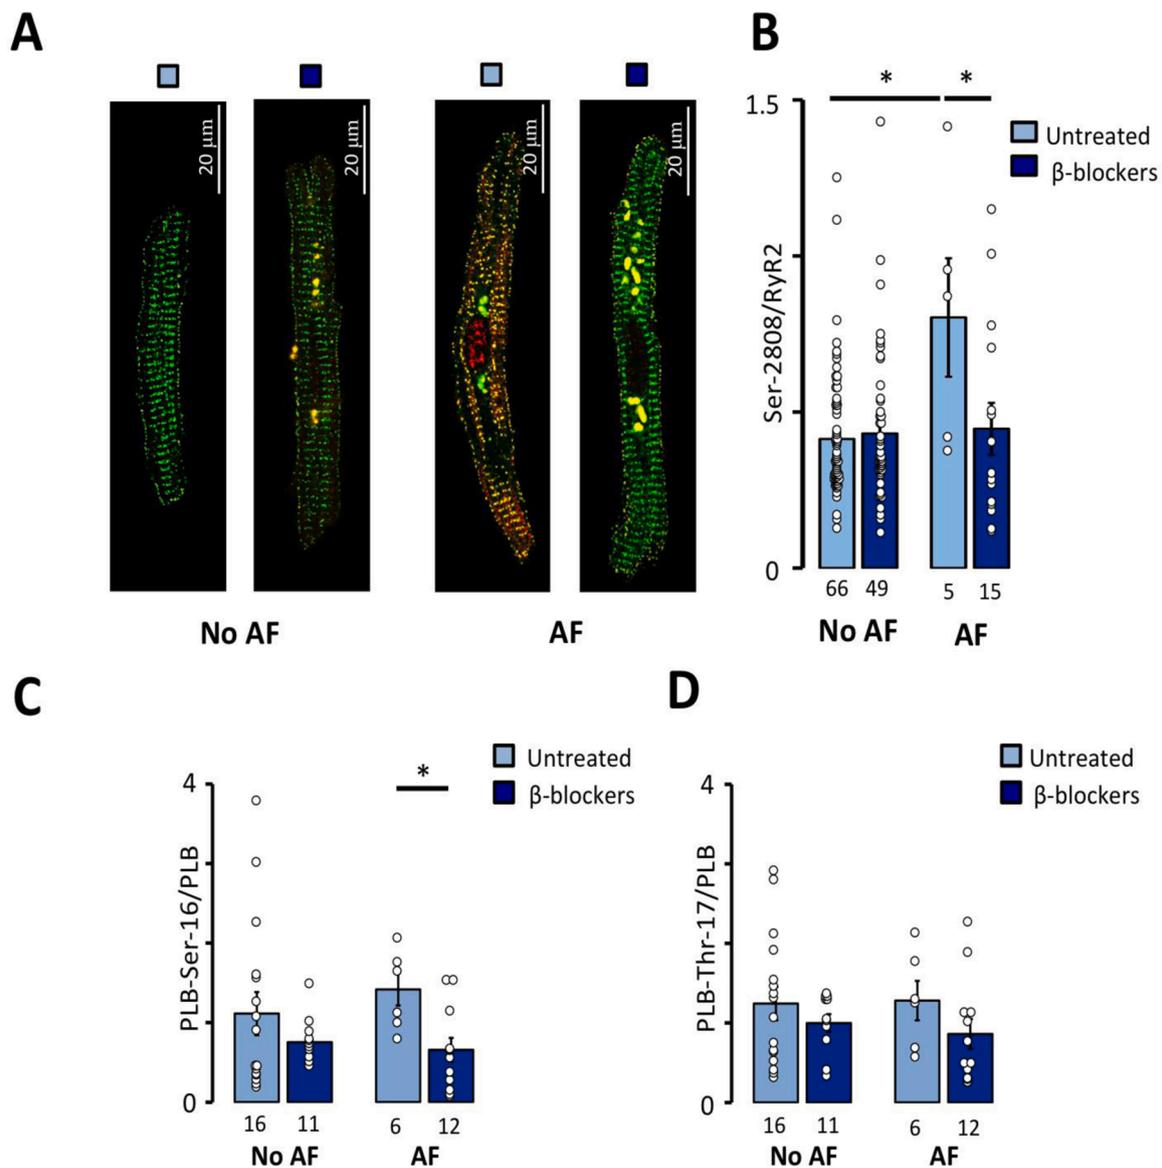 A
20 μm
20 μm
20 μm
20 μm
No AF
AF
B
*
*
1.5
0
Ser-2808/RyR2
Untreated
β-blockers
66 49 5 15
No AF AF
C
4
0
PLB-Ser-16/PLB
*
Untreated
β-blockers
16 11 6 12
No AF AF
D
4
0
PLB-Thr-17/PLB
Untreated
β-blockers
16 11 6 12
No AF AF